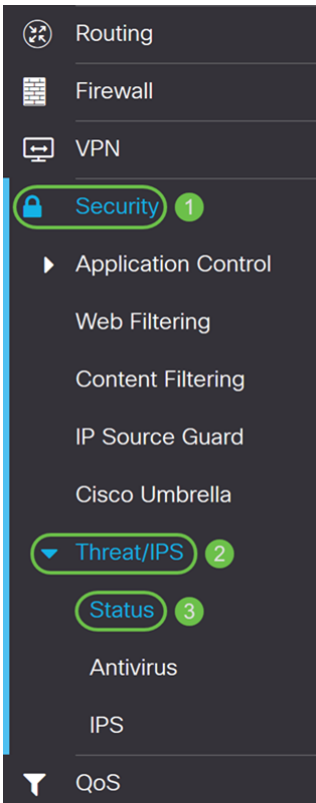 Routing
Firewall
VPN
Security 1
Application Control
Web Filtering
Content Filtering
IP Source Guard
Cisco Umbrella
Threat/IPS 2
Status 3
Antivirus
IPS
QoS